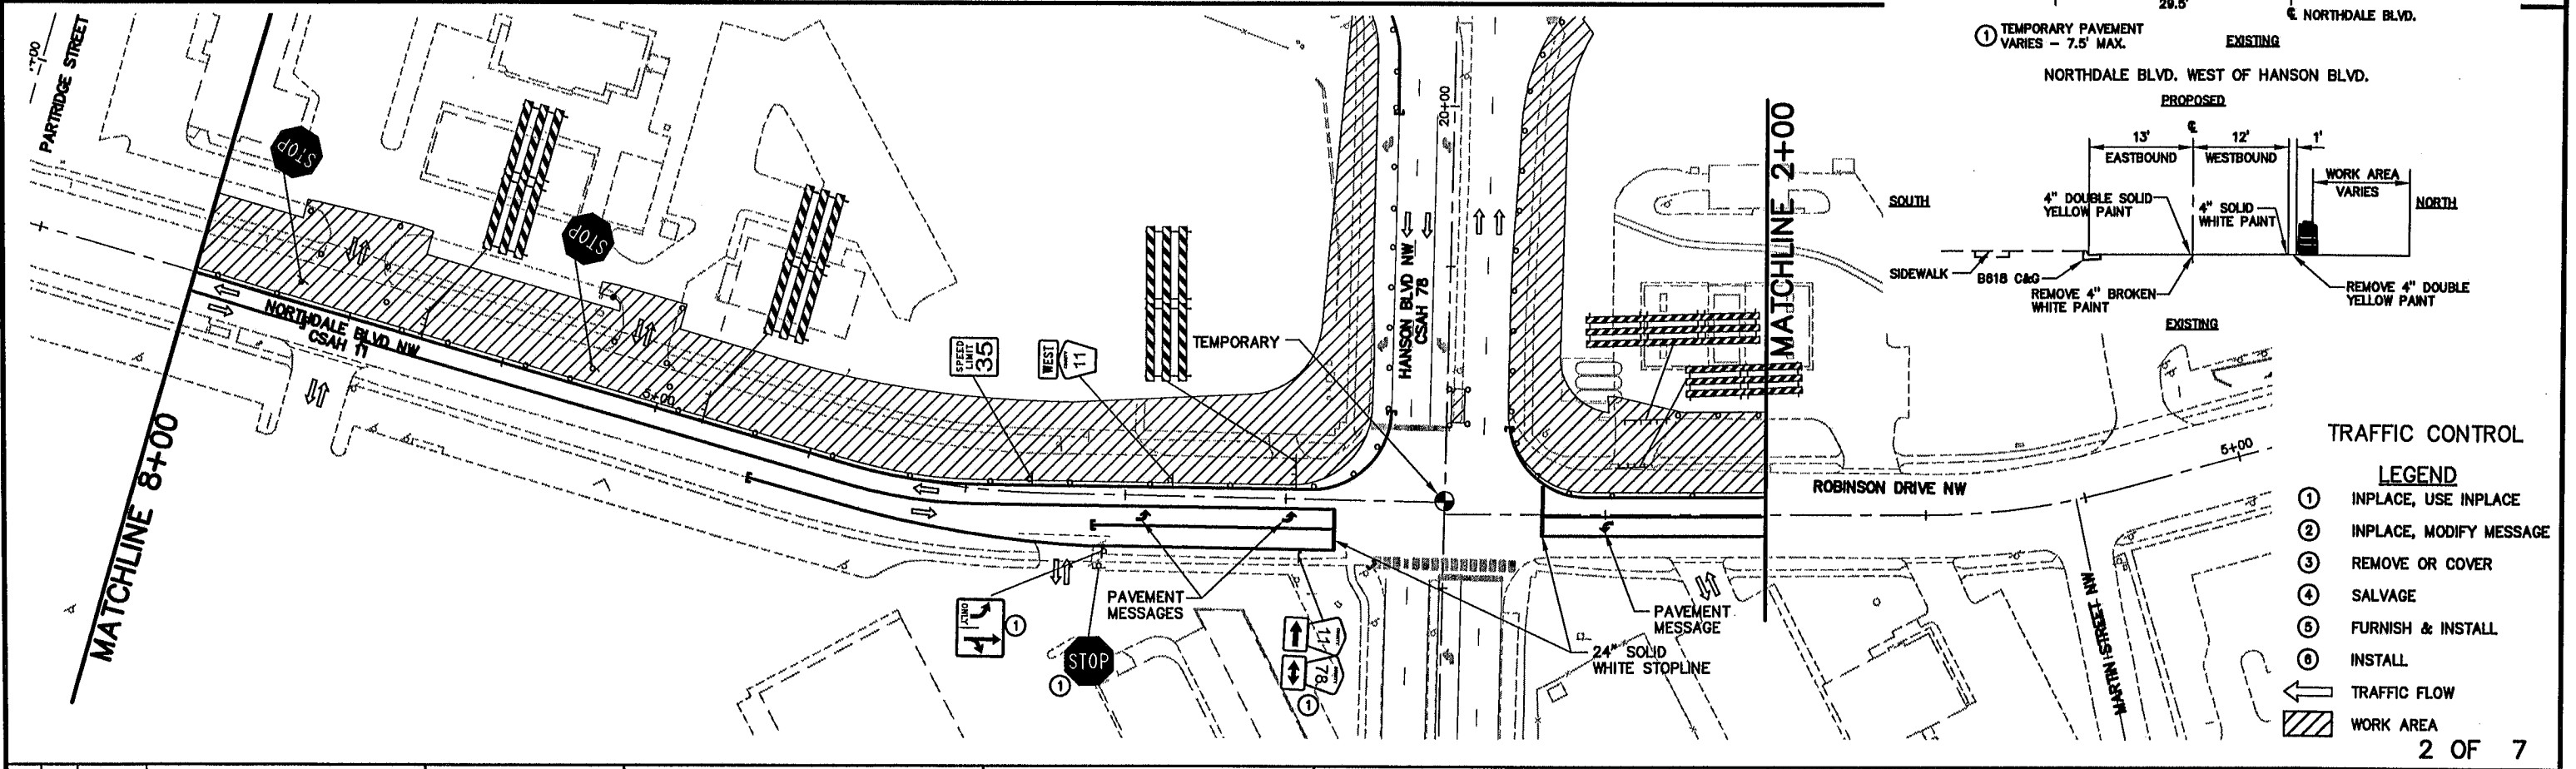 29.5'
℄ NORTHDALE BLVD.
① TEMPORARY PAVEMENT
VARIES – 7.5' MAX.
EXISTING
NORTHDALE BLVD. WEST OF HANSON BLVD.
PROPOSED
℄
13'
12'
1'
EASTBOUND
WESTBOUND
WORK AREA
VARIES
SOUTH
4" DOUBLE SOLID
YELLOW PAINT
4" SOLID
WHITE PAINT
NORTH
SIDEWALK
B618 C&G
REMOVE 4" BROKEN
WHITE PAINT
REMOVE 4" DOUBLE
YELLOW PAINT
EXISTING
PARTRIDGE STREET
STOP
STOP
MATCHLINE 8+00
NORTHDALE BLVD NW
CSAH 11
5+00
SPEED
LIMIT
35
WEST
11
TEMPORARY
HANSON BLVD NW
CSAH 78
20+00
MATCHLINE 2+00
ROBINSON DRIVE NW
5+00
MARTIN STREET NW
ONLY
①
STOP
①
PAVEMENT
MESSAGES
11
78
①
PAVEMENT
MESSAGE
24" SOLID
WHITE STOPLINE
TRAFFIC CONTROL
LEGEND
① INPLACE, USE INPLACE
② INPLACE, MODIFY MESSAGE
③ REMOVE OR COVER
④ SALVAGE
⑤ FURNISH & INSTALL
⑥ INSTALL
TRAFFIC FLOW
WORK AREA
2 OF 7